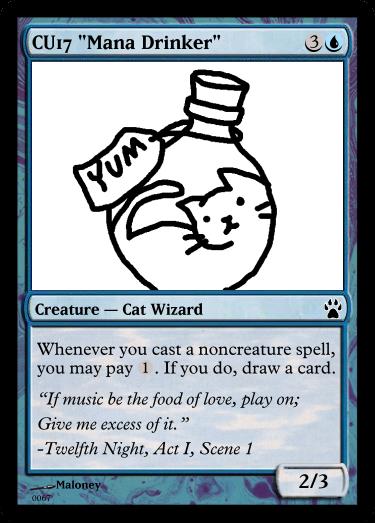 CU17 "Mana Drinker" 3
YUM
Creature — Cat Wizard
Whenever you cast a noncreature spell,
you may pay 1 . If you do, draw a card.
“If music be the food of love, play on;
Give me excess of it.”
-Twelfth Night, Act I, Scene 1
2/3
Maloney
0067